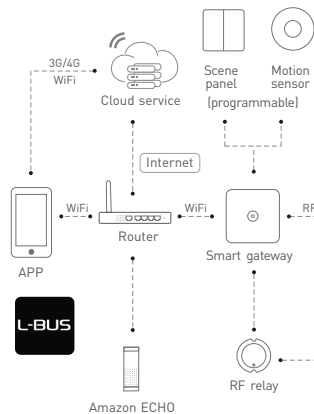 3G/4G
WiFi
Cloud service
Scene
panel
Motion
sensor
(programmable)
Internet
WiFi
WiFi
RF
Router
APP
Smart gateway
L-BUS
RF relay
Amazon ECHO